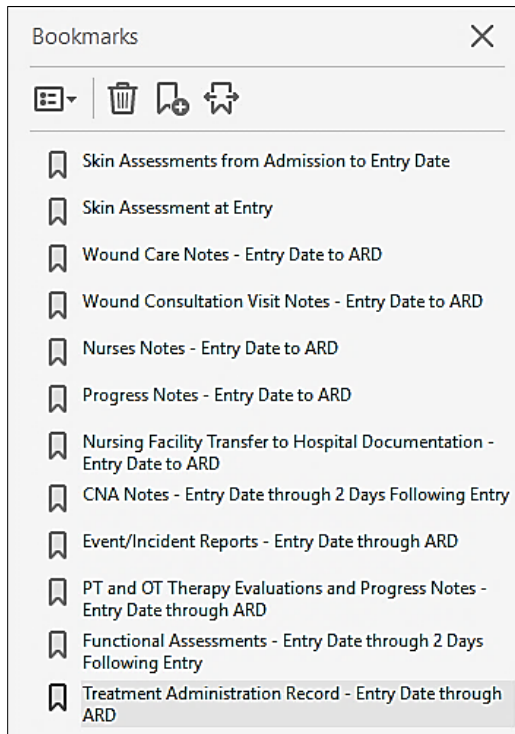 Bookmarks
Skin Assessments from Admission to Entry Date
Skin Assessment at Entry
Wound Care Notes - Entry Date to ARD
Wound Consultation Visit Notes - Entry Date to ARD
Nurses Notes - Entry Date to ARD
Progress Notes - Entry Date to ARD
Nursing Facility Transfer to Hospital Documentation -
Entry Date to ARD
CNA Notes - Entry Date through 2 Days Following Entry
Event/Incident Reports - Entry Date through ARD
PT and OT Therapy Evaluations and Progress Notes -
Entry Date through ARD
Functional Assessments - Entry Date through 2 Days
Following Entry
Treatment Administration Record - Entry Date through
ARD